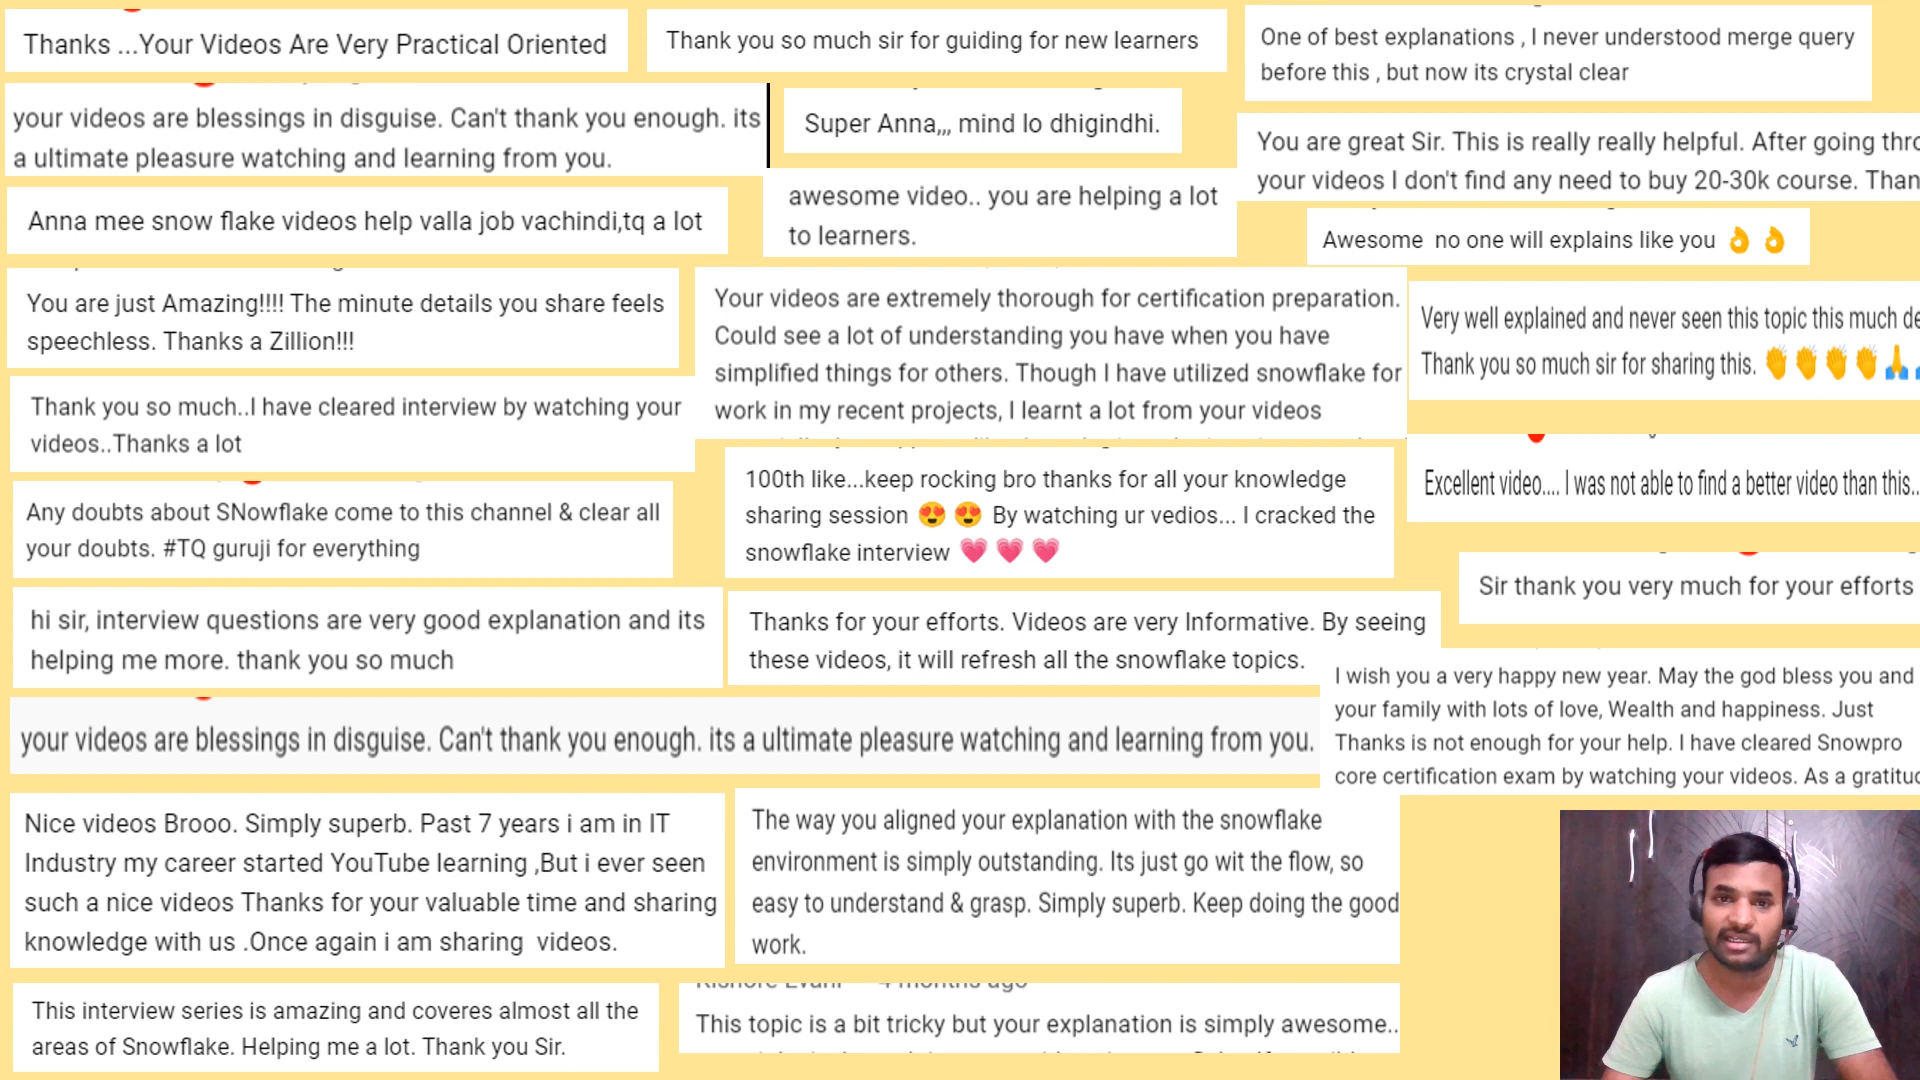 Thanks ...Your Videos Are Very Practical Oriented
Thank you so much sir for guiding for new learners
One of best explanations , I never understood merge query
before this , but now its crystal clear
your videos are blessings in disguise. Can't thank you enough. its
a ultimate pleasure watching and learning from you.
Super Anna,,, mind lo dhigindhi.
You are great Sir. This is really really helpful. After going thro
your videos I don't find any need to buy 20-30k course. Than
Anna mee snow flake videos help valla job vachindi,tq a lot
awesome video.. you are helping a lot
to learners.
Awesome no one will explains like you 👌 👌
You are just Amazing!!!! The minute details you share feels
speechless. Thanks a Zillion!!!
Your videos are extremely thorough for certification preparation.
Could see a lot of understanding you have when you have
simplified things for others. Though I have utilized snowflake for
work in my recent projects, I learnt a lot from your videos
Very well explained and never seen this topic this much de
Thank you so much sir for sharing this. 👏👏👏👏🙏
Thank you so much..I have cleared interview by watching your
videos..Thanks a lot
100th like...keep rocking bro thanks for all your knowledge
sharing session 😍 😍 By watching ur vedios... I cracked the
snowflake interview 💗 💗 💗
Excellent video.... I was not able to find a better video than this..
Any doubts about SNowflake come to this channel & clear all
your doubts. #TQ guruji for everything
Sir thank you very much for your efforts
hi sir, interview questions are very good explanation and its
helping me more. thank you so much
Thanks for your efforts. Videos are very Informative. By seeing
these videos, it will refresh all the snowflake topics.
I wish you a very happy new year. May the god bless you and
your family with lots of love, Wealth and happiness. Just
Thanks is not enough for your help. I have cleared Snowpro
core certification exam by watching your videos. As a gratitud
your videos are blessings in disguise. Can't thank you enough. its a ultimate pleasure watching and learning from you.
Nice videos Brooo. Simply superb. Past 7 years i am in IT
Industry my career started YouTube learning ,But i ever seen
such a nice videos Thanks for your valuable time and sharing
knowledge with us .Once again i am sharing videos.
The way you aligned your explanation with the snowflake
environment is simply outstanding. Its just go wit the flow, so
easy to understand & grasp. Simply superb. Keep doing the good
work.
This interview series is amazing and coveres almost all the
areas of Snowflake. Helping me a lot. Thank you Sir.
4 months ago
This topic is a bit tricky but your explanation is simply awesome..